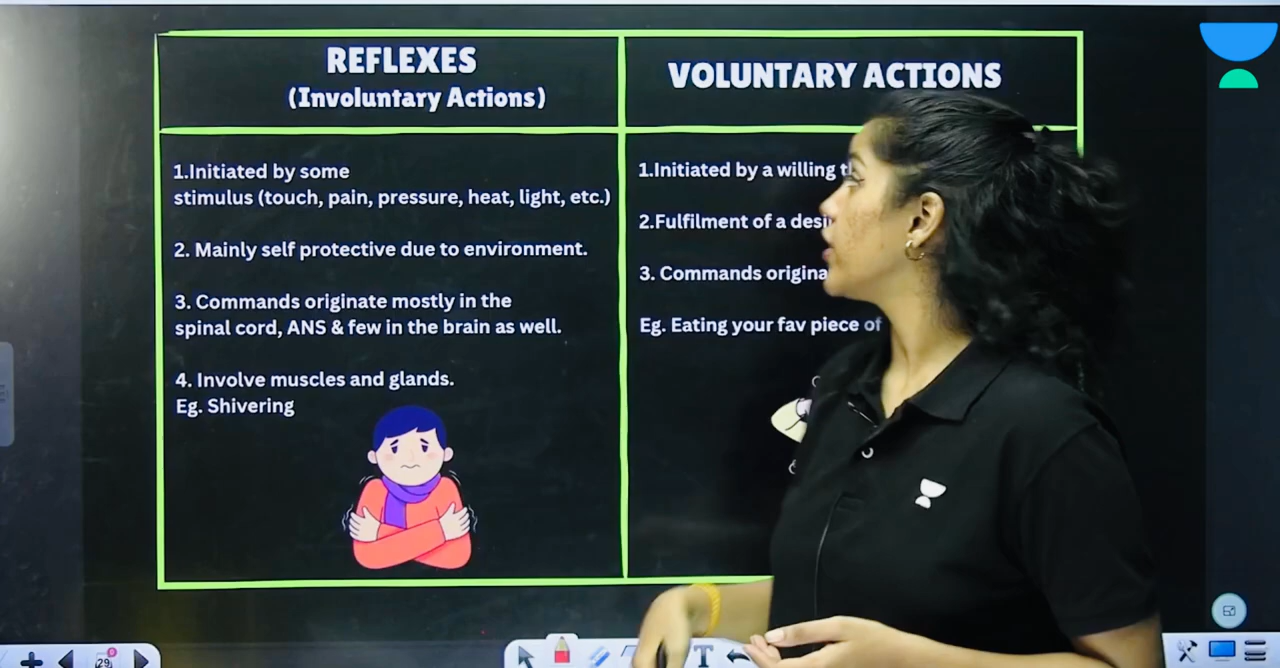 REFLEXES
(Involuntary Actions)
1.Initiated by some
stimulus (touch, pain, pressure, heat, light, etc.)
2. Mainly self protective due to environment.
3. Commands originate mostly in the
spinal cord, ANS & few in the brain as well.
4. Involve muscles and glands.
Eg. Shivering
VOLUNTARY ACTIONS
1.Initiated by a willing
2.Fulfilment of a
3. Commands
Eg. Eating your fav piece of
29
T